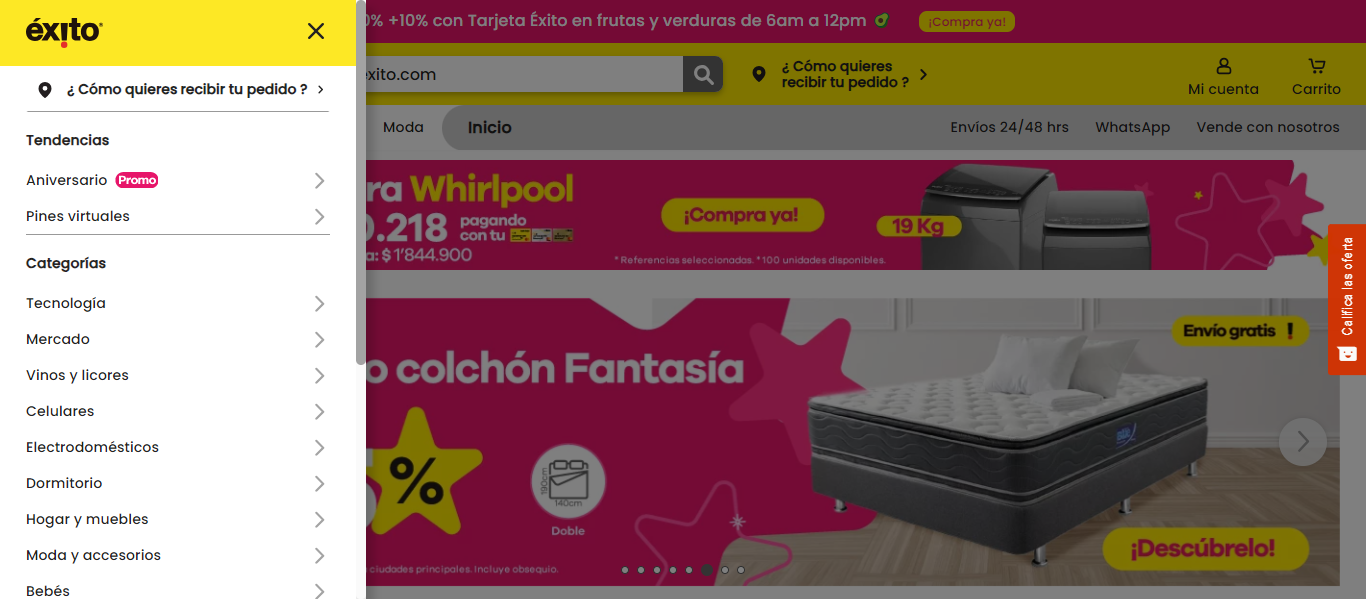 éxito
¿ Cómo quieres recibir tu pedido ?
Tendencias
Aniversario Promo
Pines virtuales
Categorías
Tecnología
Mercado
Vinos y licores
Celulares
Electrodomésticos
Dormitorio
Hogar y muebles
Moda y accesorios
Bebés
0% +10% con Tarjeta Éxito en frutas y verduras de 6am a 12pm
¡Compra ya!
exito.com
¿ Cómo quieres
recibir tu pedido ?
Mi cuenta
Carrito
Moda
Inicio
Envíos 24/48 hrs
WhatsApp
Vende con nosotros
ra Whirlpool
0.218
pagando
con tu
a: $ 1'844.900
¡Compra ya!
19 Kg
* Referencias seleccionadas. *100 unidades disponibles.
Califica las oferta
Envío gratis !
o colchón Fantasía
%
190cm
140cm
Doble
¡Descúbrelo!
ciudades principales. Incluye obsequio.